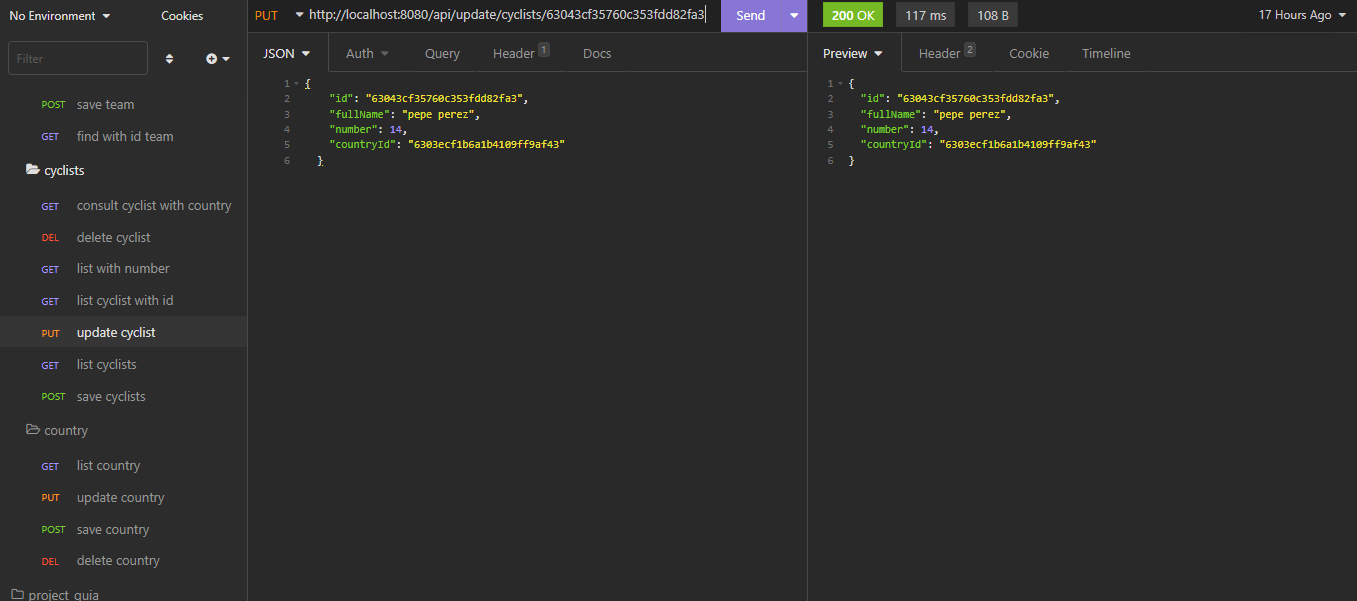 No Environment
Cookies
Filter
POST save team
GET find with id team
cyclists
GET consult cyclist with country
DEL delete cyclist
GET list with number
GET list cyclist with id
PUT update cyclist
GET list cyclists
POST save cyclists
country
GET list country
PUT update country
POST save country
DEL delete country
project_guia
PUT http://localhost:8080/api/update/cyclists/63043cf35760c353fdd82fa3 Send
JSON Auth Query Header 1 Docs
1 {
2 "id": "63043cf35760c353fdd82fa3",
3 "fullName": "pepe perez",
4 "number": 14,
5 "countryId": "6303ecf1b6a1b4109ff9af43"
6 }
200 OK 117 ms 108 B 17 Hours Ago
Preview Header 2 Cookie Timeline
1 {
2 "id": "63043cf35760c353fdd82fa3",
3 "fullName": "pepe perez",
4 "number": 14,
5 "countryId": "6303ecf1b6a1b4109ff9af43"
6 }